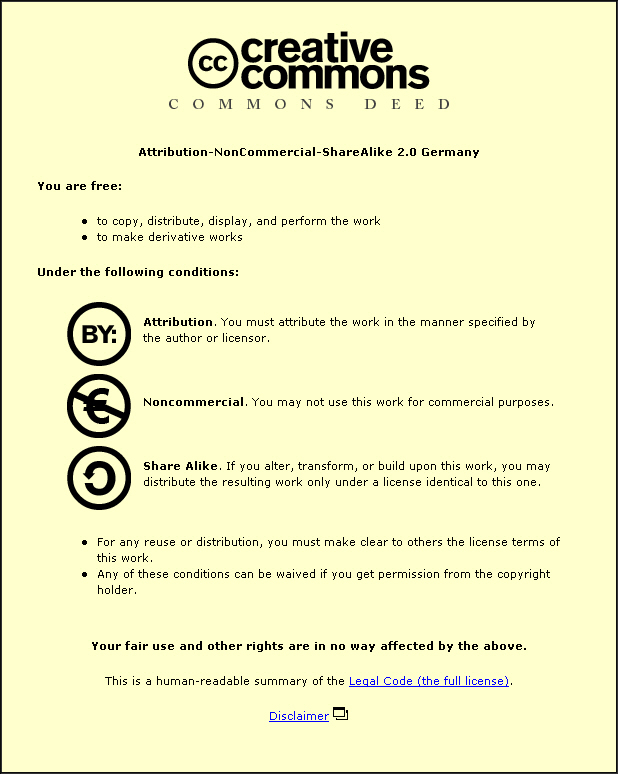 cc creative
commons
COMMONS DEED
Attribution-NonCommercial-ShareAlike 2.0 Germany
You are free:
• to copy, distribute, display, and perform the work
• to make derivative works
Under the following conditions:
BY:
Attribution. You must attribute the work in the manner specified by
the author or licensor.
€
Noncommercial. You may not use this work for commercial purposes.
Share Alike. If you alter, transform, or build upon this work, you may
distribute the resulting work only under a license identical to this one.
• For any reuse or distribution, you must make clear to others the license terms of
this work.
• Any of these conditions can be waived if you get permission from the copyright
holder.
Your fair use and other rights are in no way affected by the above.
This is a human-readable summary of the Legal Code (the full license).
Disclaimer